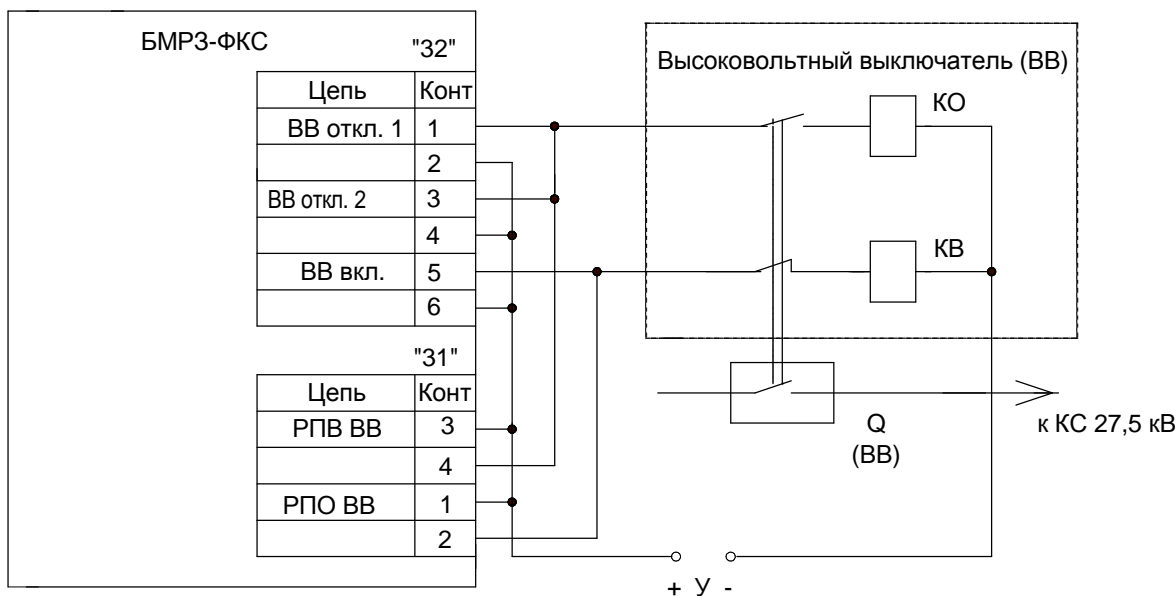 БМРЗ-ФКС
"32"
Цепь Конт
ВВ откл. 1 1
2
ВВ откл. 2 3
4
ВВ вкл. 5
6
"31"
Цепь Конт
РПВ ВВ 3
4
РПО ВВ 1
2
Высоковольтный выключатель (ВВ)
КО
КВ
Q
(ВВ)
к КС 27,5 кВ
+ У -